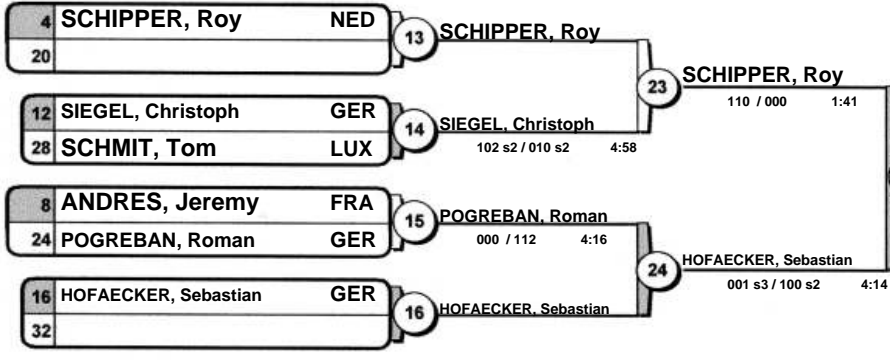 4 SCHIPPER, Roy NED
20
13
SCHIPPER, Roy
12 SIEGEL, Christoph GER
28 SCHMIT, Tom LUX
14
SIEGEL, Christoph
102 s2 / 010 s2 4:58
23
SCHIPPER, Roy
110 / 000 1:41
8 ANDRES, Jeremy FRA
24 POGREBAN, Roman GER
15
POGREBAN, Roman
000 / 112 4:16
16 HOFAECKER, Sebastian GER
32
16
HOFAECKER, Sebastian
24
HOFAECKER, Sebastian
001 s3 / 100 s2 4:14